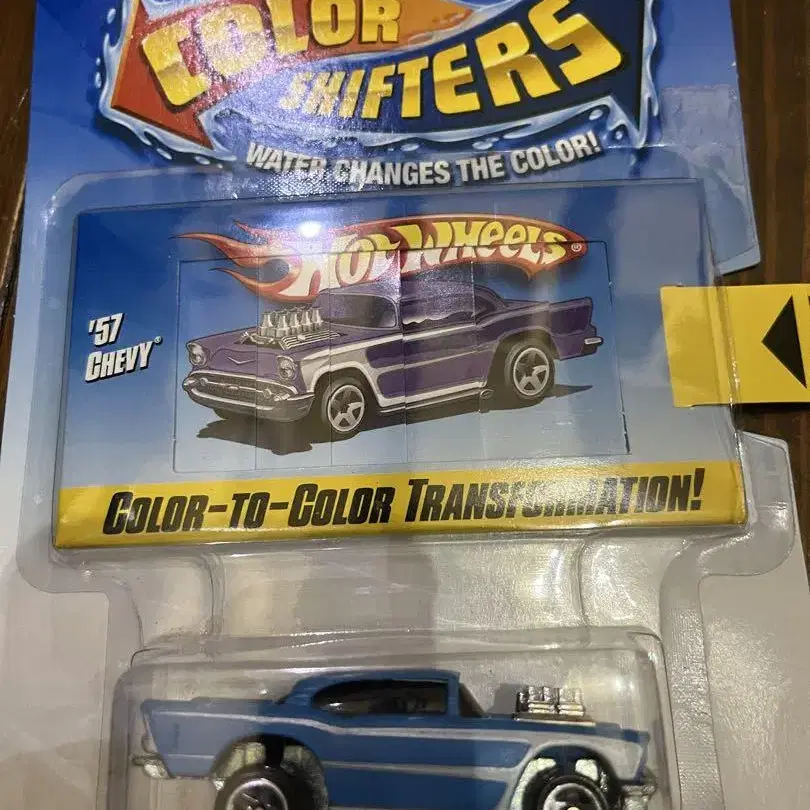 COLOR
SHIFTERS
WATER CHANGES THE COLOR!
HOT WHEELS®
'57
CHEVY®
COLOR-TO-COLOR TRANSFORMATION!